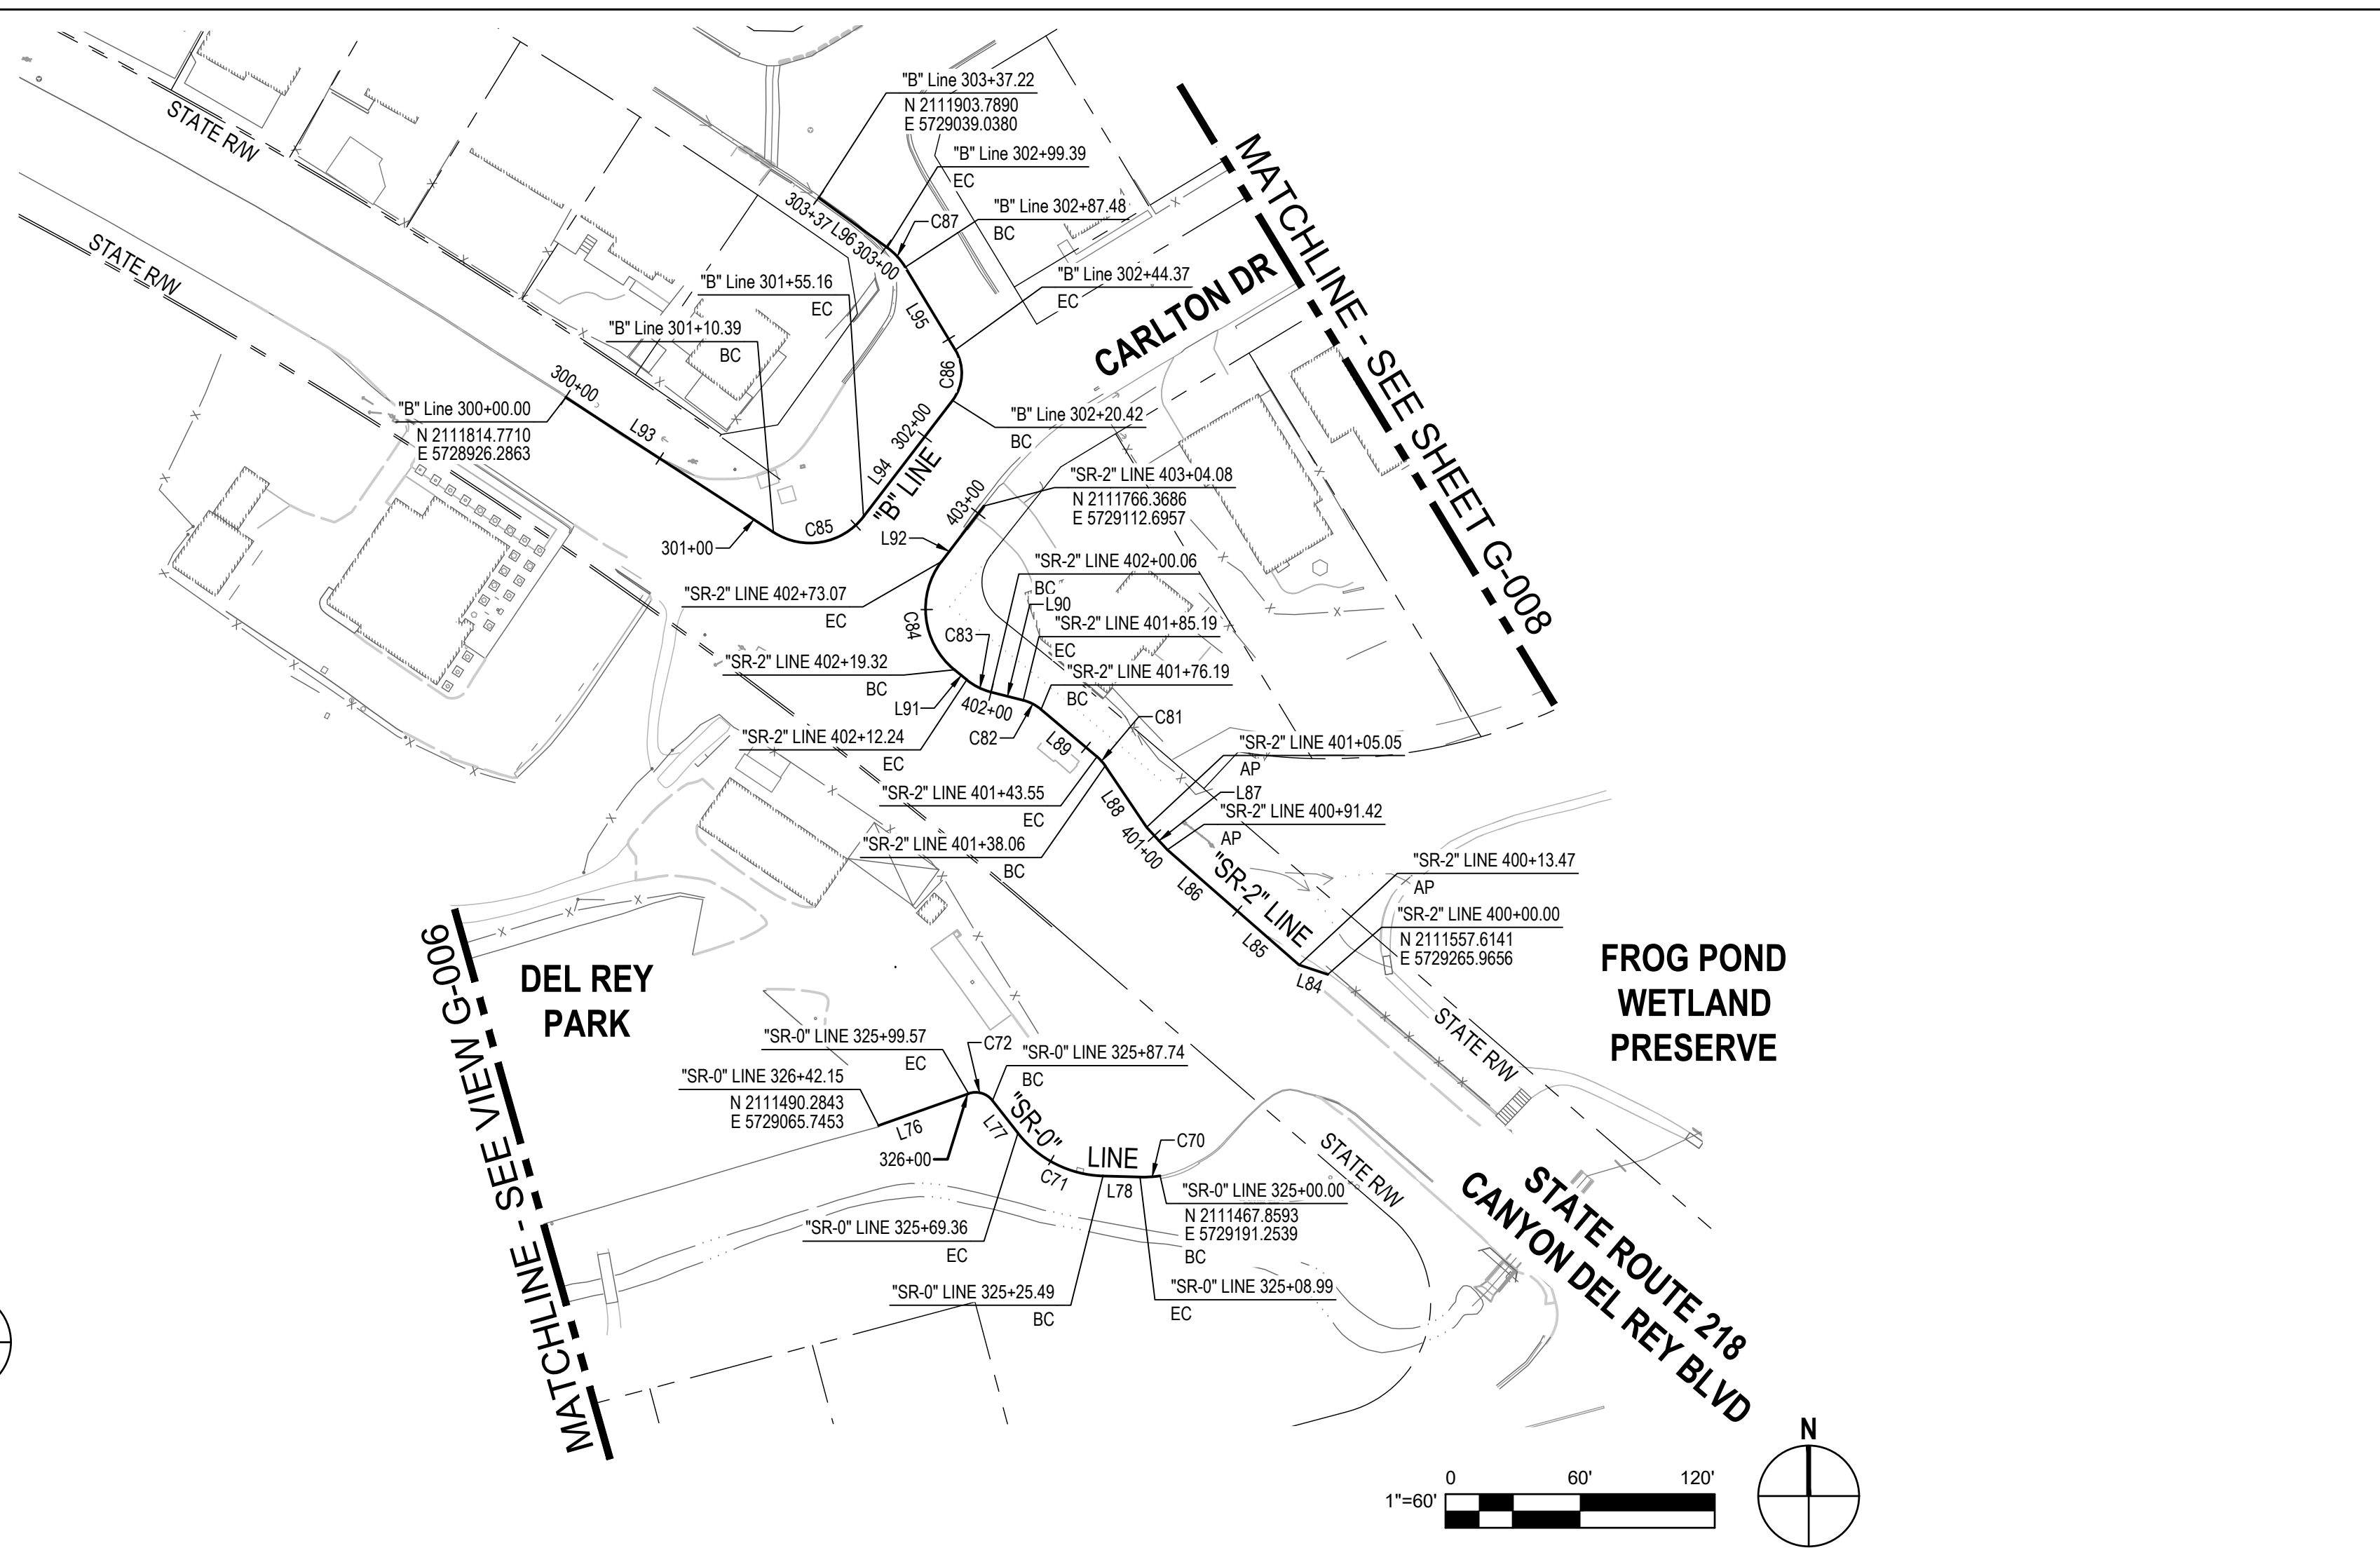 "B" Line 303+37.22
N 2111903.7890
E 5729039.0380
STATE R/W
MATCHLINE - SEE SHEET G-008
"B" Line 302+99.39
EC
"B" Line 302+87.48
BC
C87
303+37
L96
303+00
STATE R/W
"B" Line 301+55.16
EC
"B" Line 302+44.37
EC
CARLTON DR
L95
"B" Line 301+10.39
BC
C86
300+00
"B" Line 300+00.00
N 2111814.7710
E 5728926.2863
L93
302+00
"B" Line 302+20.42
BC
L94
"B" LINE
"SR-2" LINE 403+04.08
N 2111766.3686
E 5729112.6957
403+00
C85
301+00
L92
"SR-2" LINE 402+00.06
BC
"SR-2" LINE 402+73.07
EC
L90
C84
C83
"SR-2" LINE 401+85.19
EC
"SR-2" LINE 402+19.32
BC
"SR-2" LINE 401+76.19
BC
L91
402+00
C81
C82
L89
"SR-2" LINE 402+12.24
EC
"SR-2" LINE 401+05.05
AP
"SR-2" LINE 401+43.55
EC
L88
L87
"SR-2" LINE 400+91.42
AP
"SR-2" LINE 401+38.06
BC
401+00
"SR-2" LINE
"SR-2" LINE 400+13.47
AP
L86
"SR-2" LINE 400+00.00
N 2111557.6141
E 5729265.9656
L85
L84
MATCHLINE - SEE VIEW G-006
DEL REY
PARK
FROG POND
WETLAND
PRESERVE
STATE R/W
"SR-0" LINE 325+99.57
EC
C72
"SR-0" LINE 325+87.74
BC
"SR-0" LINE 326+42.15
N 2111490.2843
E 5729065.7453
L76
L77
"SR-0"
LINE
326+00
C71
L78
C70
STATE R/W
"SR-0" LINE 325+00.00
N 2111467.8593
E 5729191.2539
BC
"SR-0" LINE 325+69.36
EC
"SR-0" LINE 325+25.49
BC
"SR-0" LINE 325+08.99
EC
STATE ROUTE 218
CANYON DEL REY BLVD
N
0 60' 120'
1"=60'